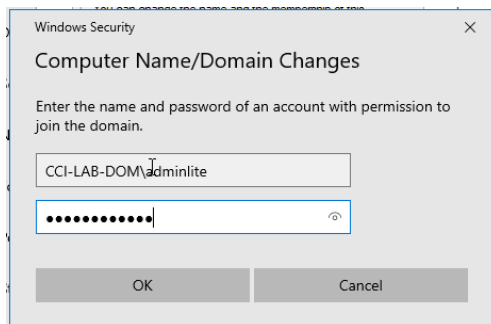 Windows Security
Computer Name/Domain Changes
Enter the name and password of an account with permission to
join the domain.
CCI-LAB-DOM\adminlite
●●●●●●●●●●●●
OK
Cancel